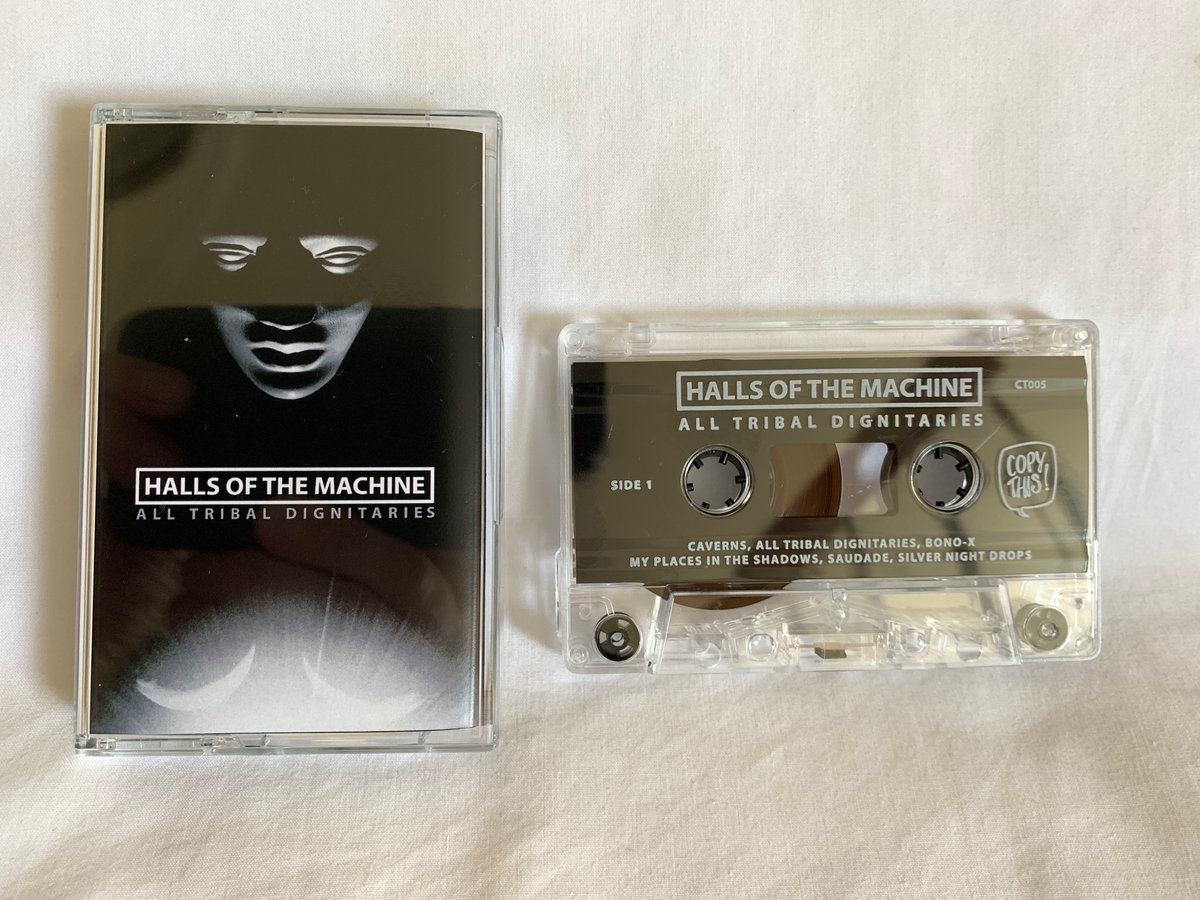 HALLS OF THE MACHINE
ALL TRIBAL DIGNITARIES
HALLS OF THE MACHINE
CT005
ALL TRIBAL DIGNITARIES
SIDE 1
COPY
THIS!
CAVERNS, ALL TRIBAL DIGNITARIES, BONO-X
MY PLACES IN THE SHADOWS, SAUDADE, SILVER NIGHT DROPS